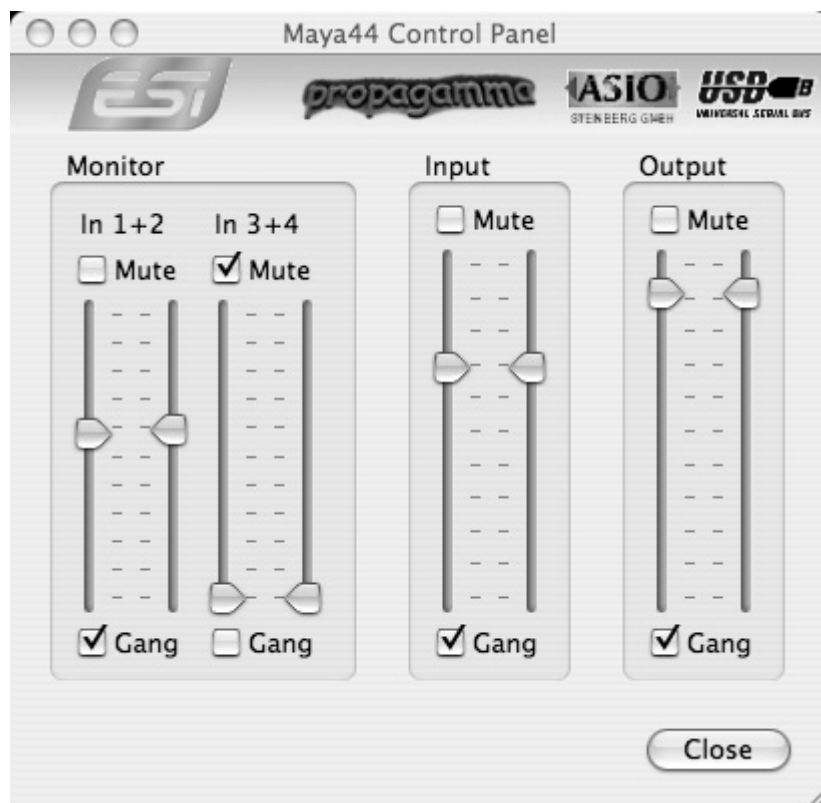 Maya44 Control Panel
ESI propagamma ASIO USB B
STEINBERG GMBH UNIVERSAL SERIAL BUS
Monitor Input Output
In 1+2 In 3+4 Mute Mute
Mute Mute
Gang Gang Gang Gang
Close